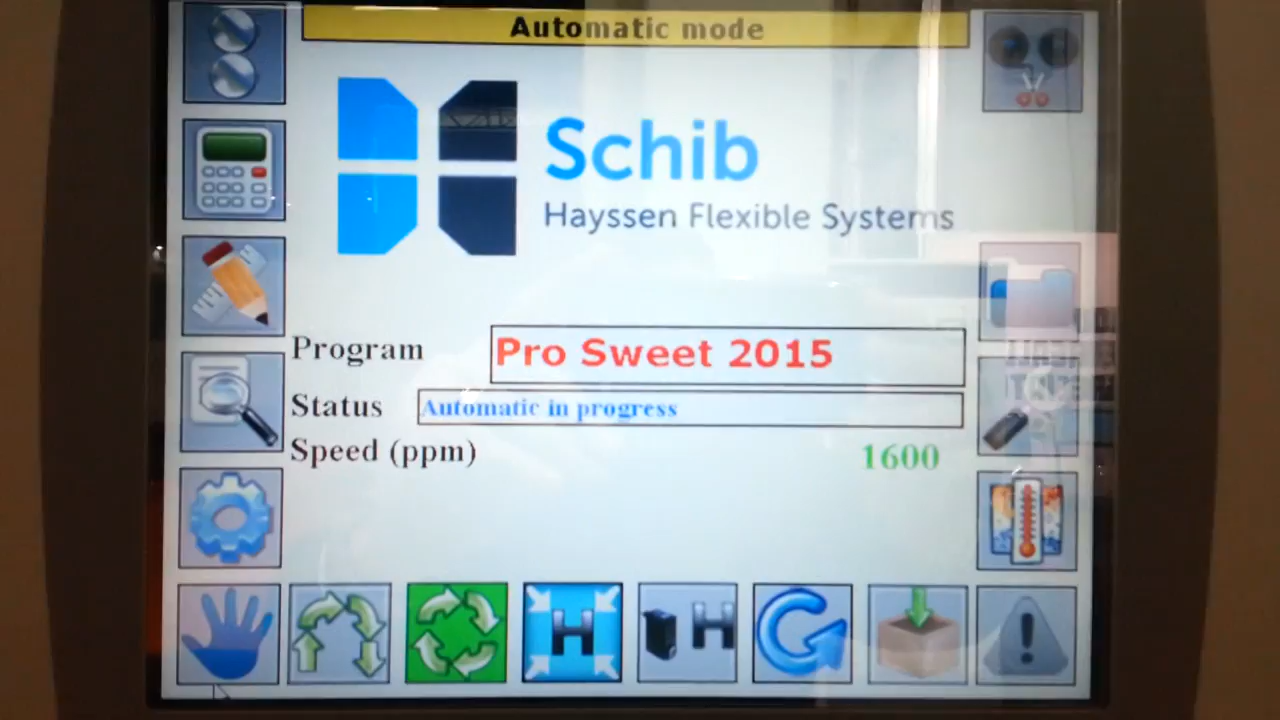 Automatic mode
Schib
Hayssen Flexible Systems
Program
Pro Sweet 2015
Status
Automatic in progress
Speed (ppm)
1600